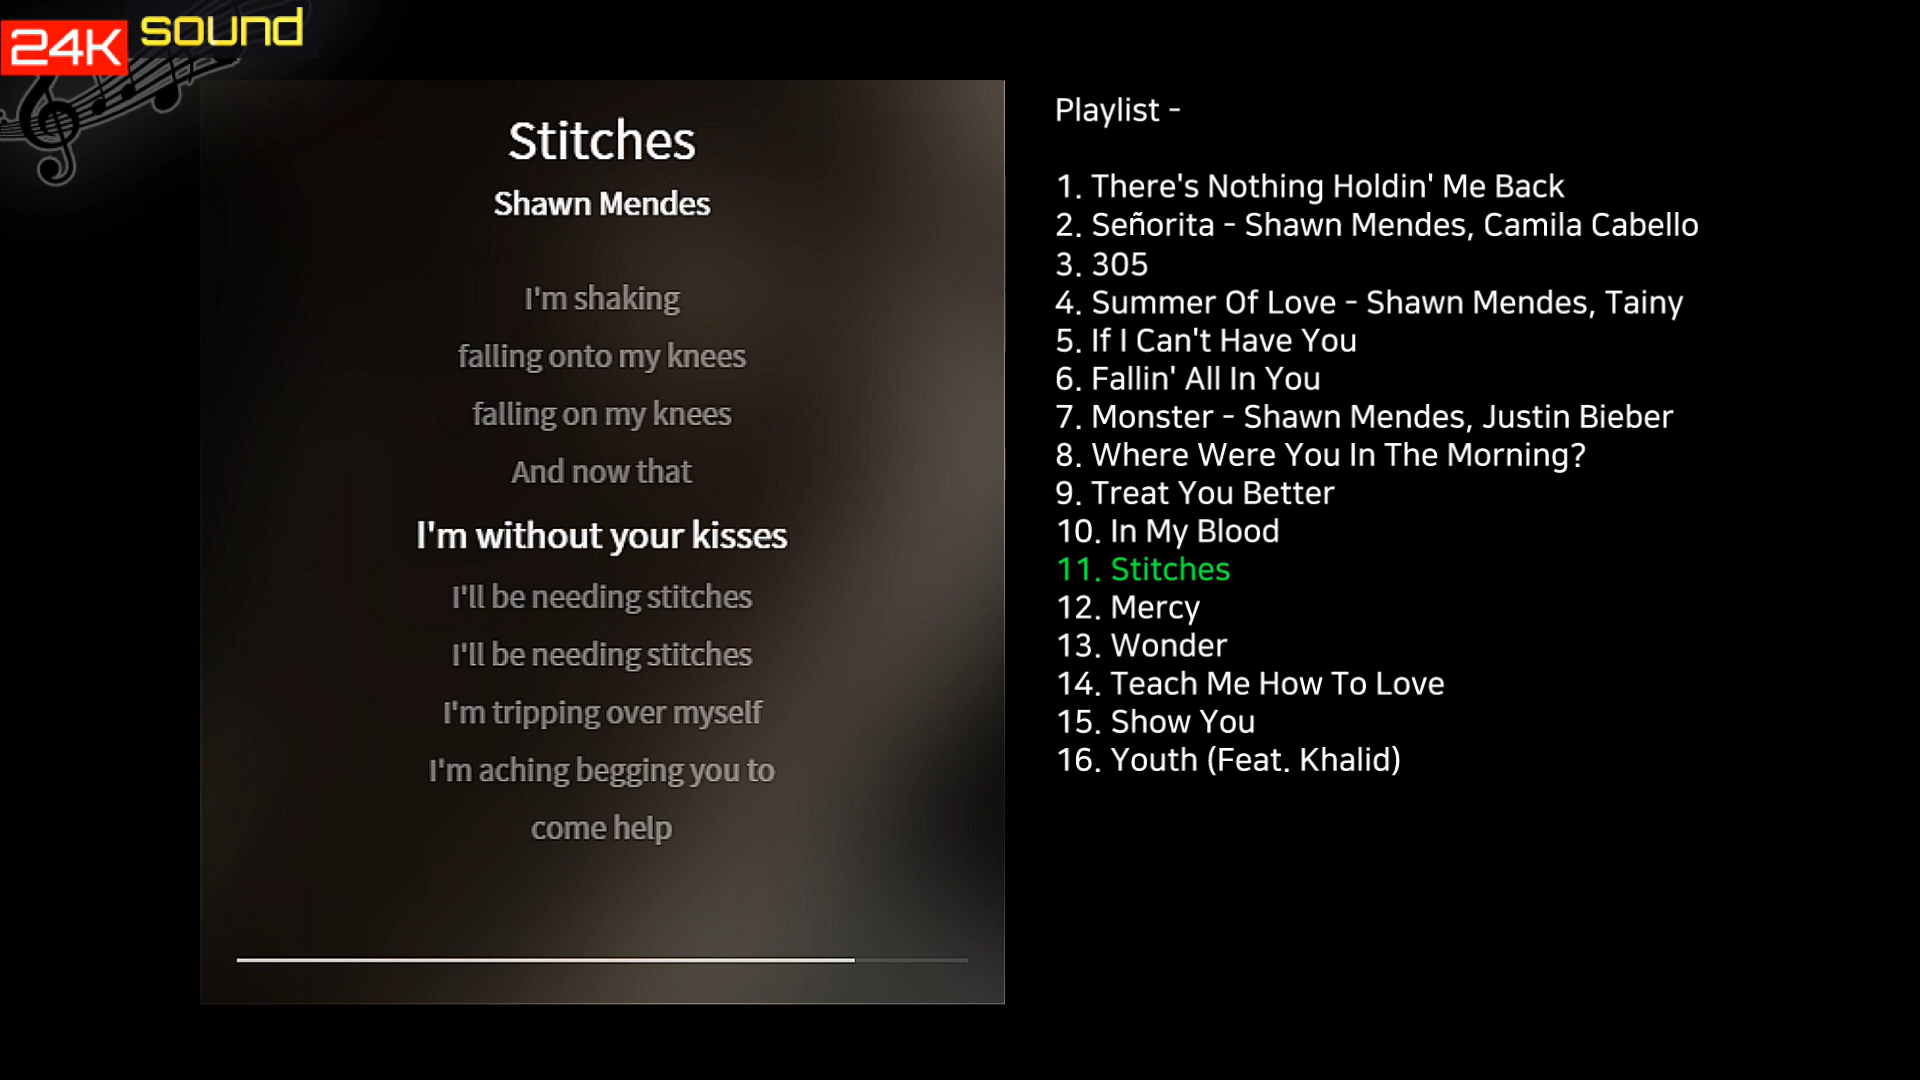 24K sound
Stitches
Shawn Mendes
I'm shaking
falling onto my knees
falling on my knees
And now that
I'm without your kisses
I'll be needing stitches
I'll be needing stitches
I'm tripping over myself
I'm aching begging you to
come help
Playlist -
1. There's Nothing Holdin' Me Back
2. Señorita - Shawn Mendes, Camila Cabello
3. 305
4. Summer Of Love - Shawn Mendes, Tainy
5. If I Can't Have You
6. Fallin' All In You
7. Monster - Shawn Mendes, Justin Bieber
8. Where Were You In The Morning?
9. Treat You Better
10. In My Blood
11. Stitches
12. Mercy
13. Wonder
14. Teach Me How To Love
15. Show You
16. Youth (Feat. Khalid)